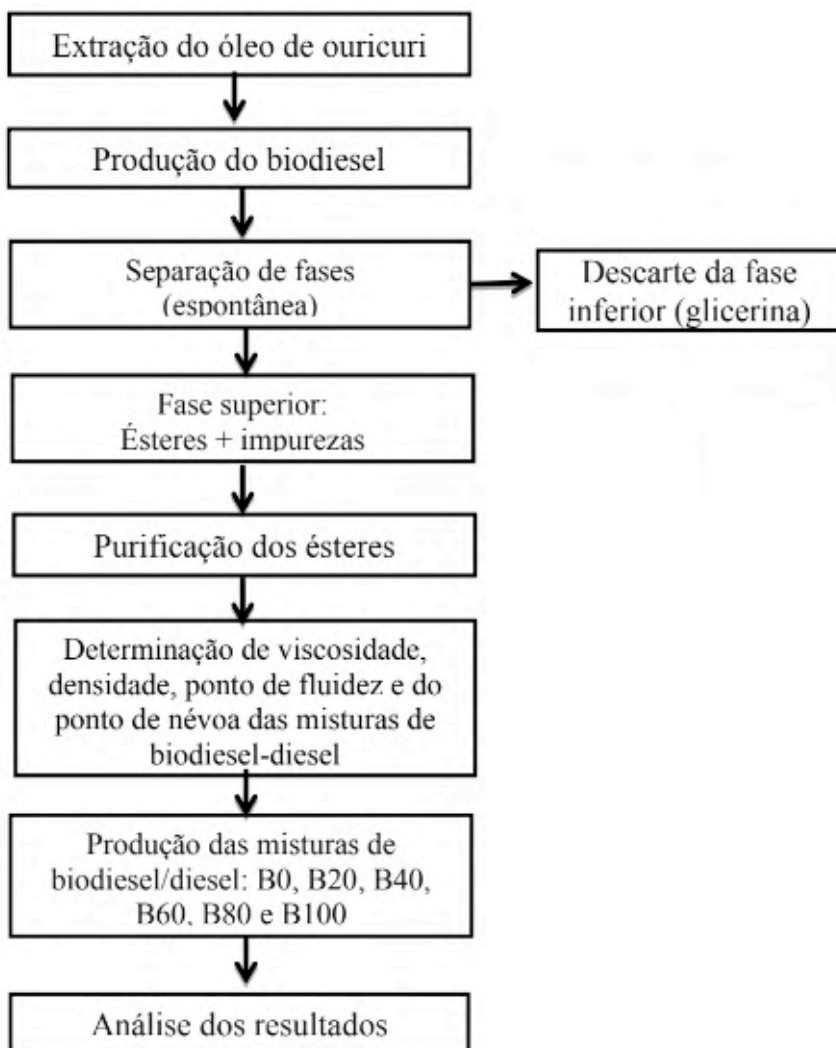 Extração do óleo de ouricuri
Produção do biodiesel
Separação de fases
(espontânea)
Descarte da fase
inferior (glicerina)
Fase superior:
Ésteres + impurezas
Purificação dos ésteres
Determinação de viscosidade,
densidade, ponto de fluidez e do
ponto de névoa das misturas de
biodiesel-diesel
Produção das misturas de
biodiesel/diesel: B0, B20, B40,
B60, B80 e B100
Análise dos resultados